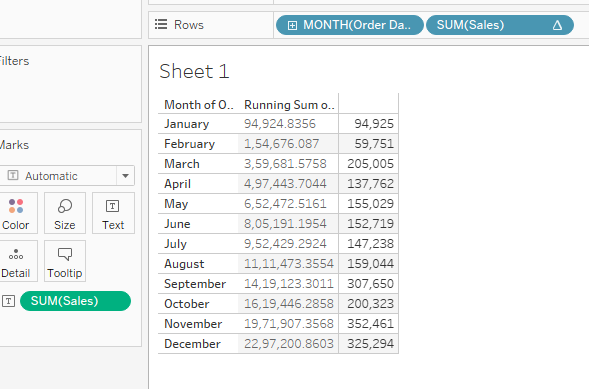 Rows
MONTH(Order Da..
SUM(Sales)
Filters
Sheet 1
Month of O.. Running Sum o..
January 94,924.8356 94,925
February 1,54,676.087 59,751
March 3,59,681.5758 205,005
April 4,97,443.7044 137,762
May 6,52,472.5161 155,029
June 8,05,191.1954 152,719
July 9,52,429.2924 147,238
August 11,11,473.3554 159,044
September 14,19,123.3011 307,650
October 16,19,446.2858 200,323
November 19,71,907.3568 352,461
December 22,97,200.8603 325,294
Marks
T Automatic
Color Size Text
Detail Tooltip
T SUM(Sales)